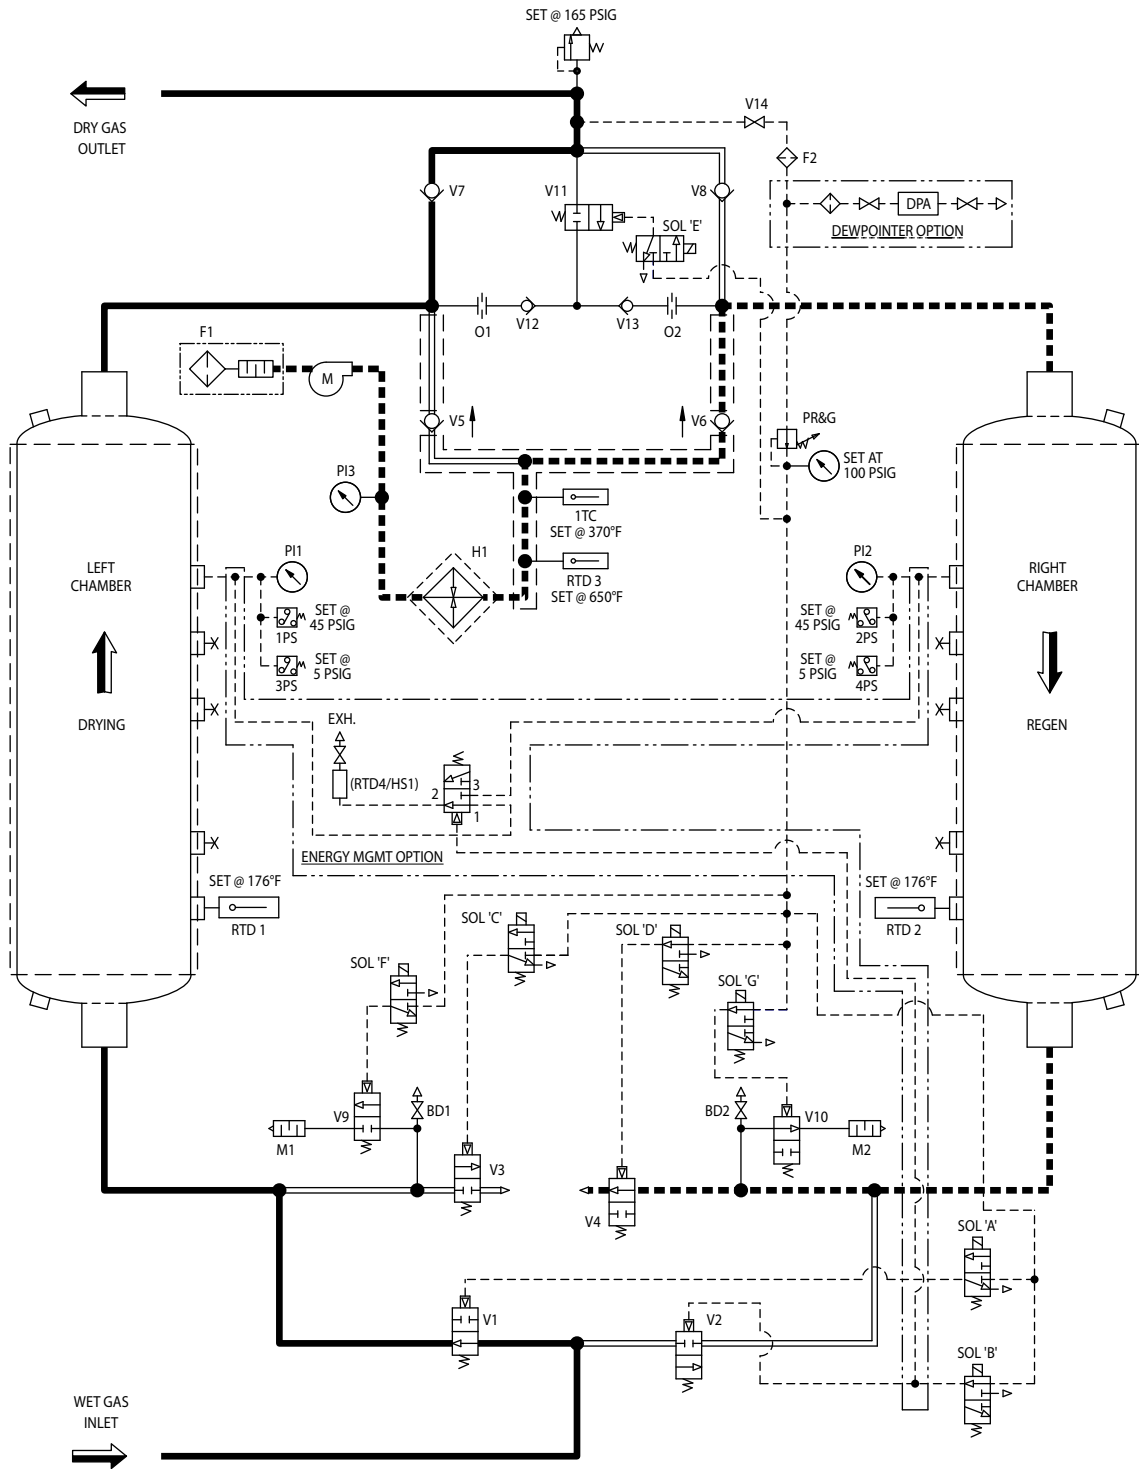 SET @ 165 PSIG
DRY GAS
OUTLET
V14
F2
V7
V11
V8
SOL 'E'
DPA
DEWPOINTER OPTION
O1
V12
V13
O2
F1
M
V5
V6
PR&G
SET AT
100 PSIG
PI3
1TC
SET @ 370°F
H1
RTD 3
SET @ 650°F
LEFT
CHAMBER
PI1
SET @
45 PSIG
1PS
SET @
5 PSIG
3PS
DRYING
PI2
SET @
45 PSIG
2PS
SET @
5 PSIG
4PS
RIGHT
CHAMBER
REGEN
EXH.
(RTD4/HS1)
2
3
1
ENERGY MGMT OPTION
SET @ 176°F
RTD 1
SET @ 176°F
RTD 2
SOL 'C'
SOL 'D'
SOL 'F'
SOL 'G'
V9
BD1
M1
V3
BD2
V10
M2
V4
SOL 'A'
V1
V2
SOL 'B'
WET GAS
INLET